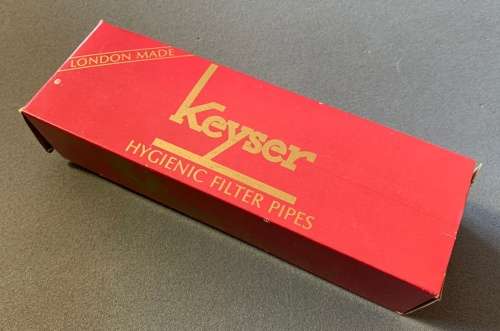 LONDON MADE
Keyser
HYGIENIC FILTER PIPES